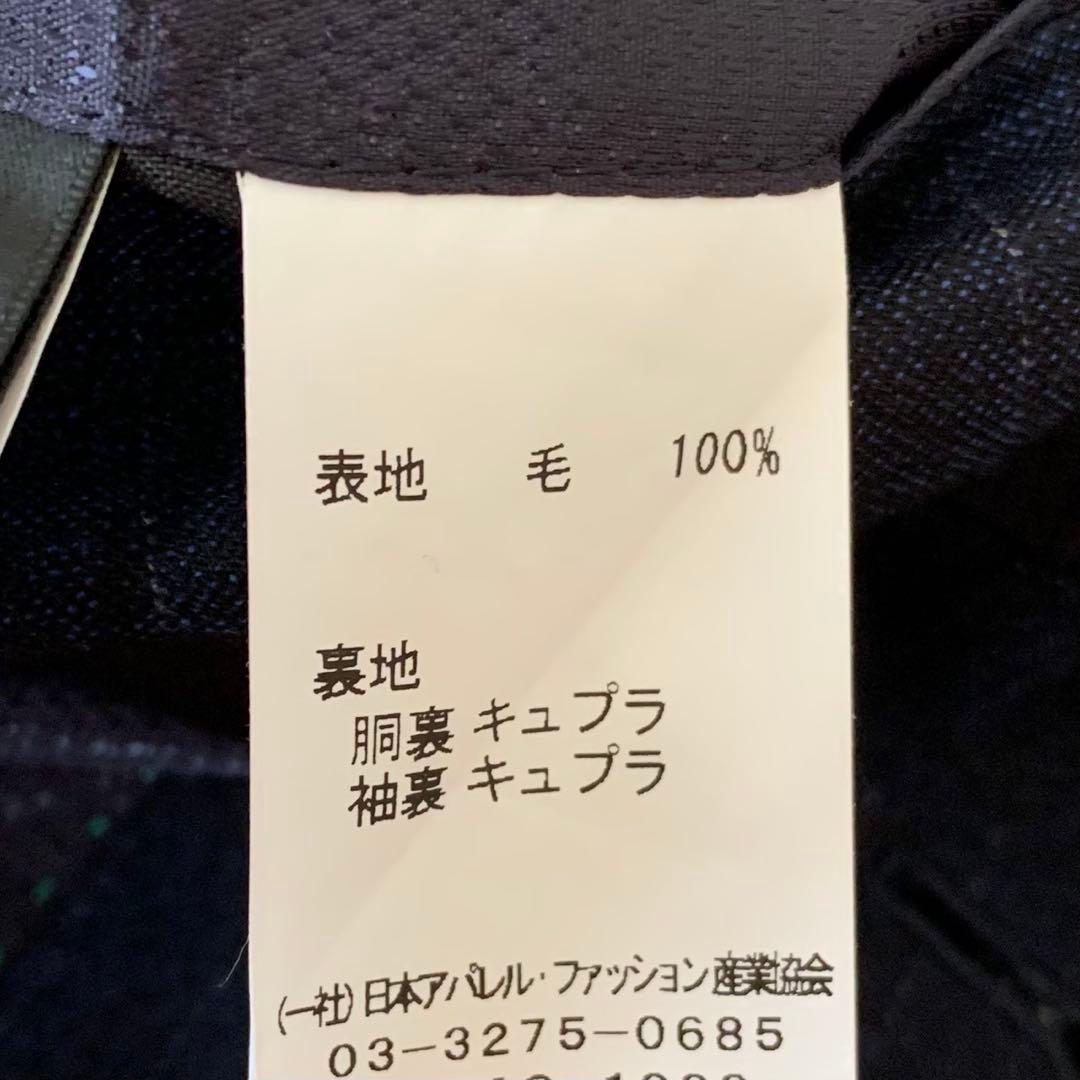 表地 毛 100%
裏地
胴裏 キュプラ
袖裏 キュプラ
(一社)日本アパレル・ファッション産業協会
03-3275-0685